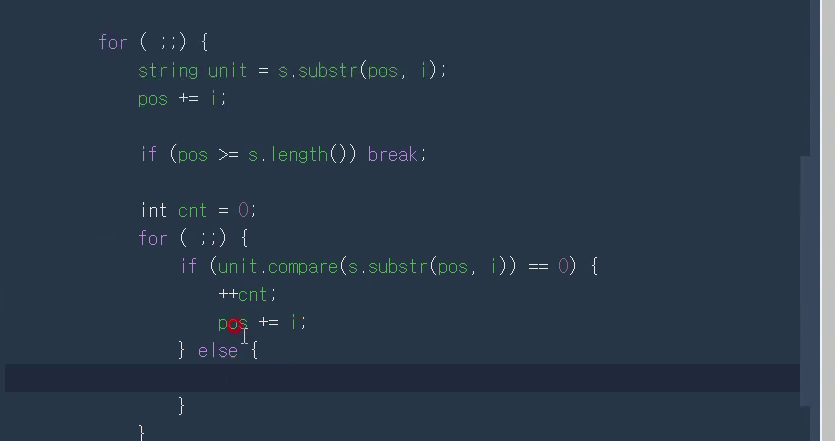 for ( ;;) {
string unit = s.substr(pos, i);
pos += i;
if (pos >= s.length()) break;
int cnt = 0;
for ( ;;) {
if (unit.compare(s.substr(pos, i)) == 0) {
++cnt;
pos += i;
} else {
}
}